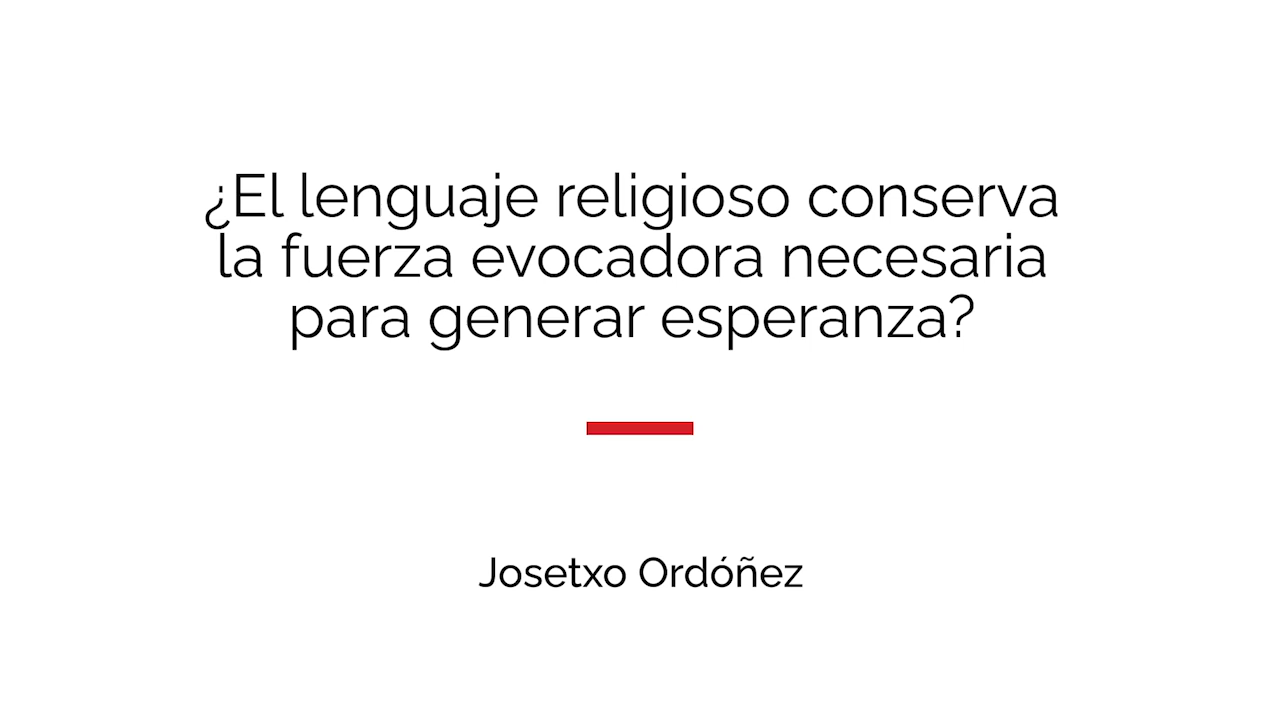 ¿El lenguaje religioso conserva
la fuerza evocadora necesaria
para generar esperanza?
Josetxo Ordóñez